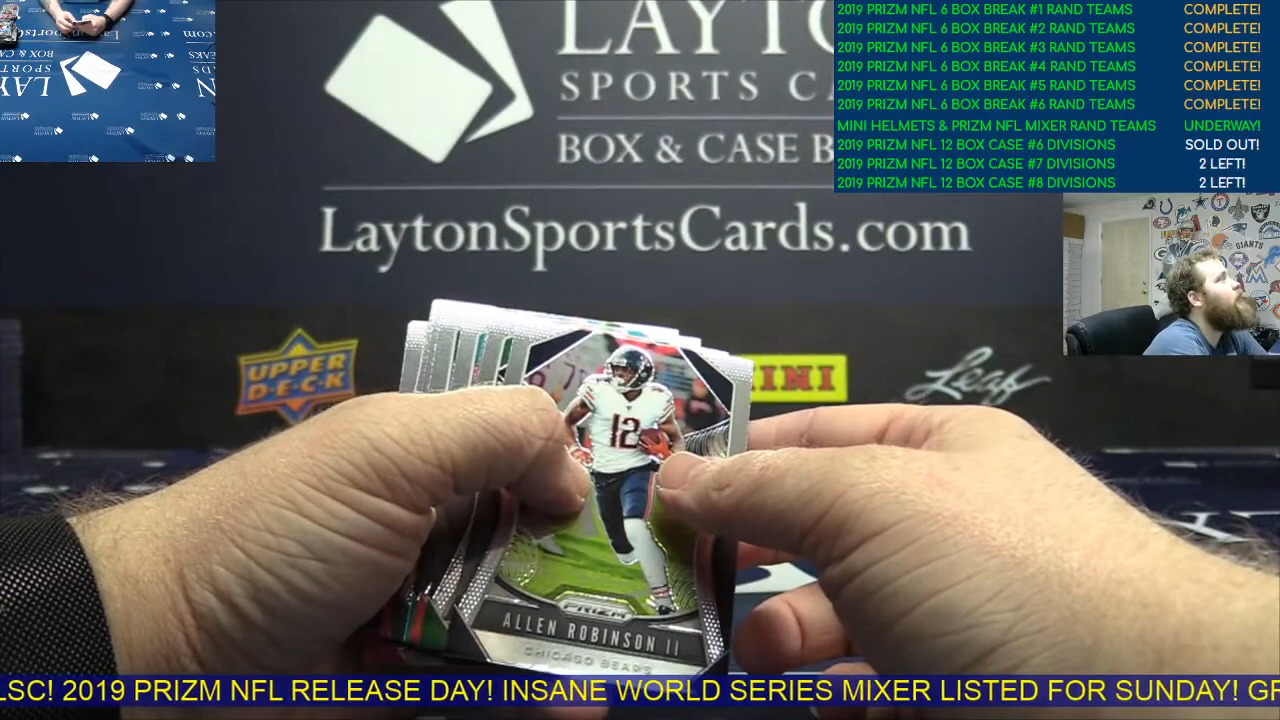 LAYTO
SPORTS CA
BOX & CASE B
LaytonSportsCards.com
2019 PRIZM NFL 6 BOX BREAK #1 RAND TEAMS COMPLETE!
2019 PRIZM NFL 6 BOX BREAK #2 RAND TEAMS COMPLETE!
2019 PRIZM NFL 6 BOX BREAK #3 RAND TEAMS COMPLETE!
2019 PRIZM NFL 6 BOX BREAK #4 RAND TEAMS COMPLETE!
2019 PRIZM NFL 6 BOX BREAK #5 RAND TEAMS COMPLETE!
2019 PRIZM NFL 6 BOX BREAK #6 RAND TEAMS COMPLETE!
MINI HELMETS & PRIZM NFL MIXER RAND TEAMS UNDERWAY!
2019 PRIZM NFL 12 BOX CASE #6 DIVISIONS SOLD OUT!
2019 PRIZM NFL 12 BOX CASE #7 DIVISIONS 2 LEFT!
2019 PRIZM NFL 12 BOX CASE #8 DIVISIONS 2 LEFT!
GIANTS
UPPER
DECK
INI
Leaf
12
PRIZM
ALLEN ROBINSON II
CHICAGO BEARS
LSC! 2019 PRIZM NFL RELEASE DAY! INSANE WORLD SERIES MIXER LISTED FOR SUNDAY! GF